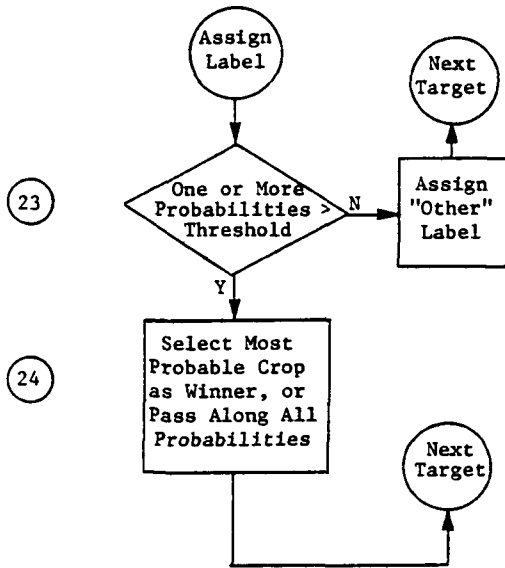 Assign
Label
Next
Target
23
One or More
Probabilities >
Threshold
N
Assign
"Other"
Label
Y
24
Select Most
Probable Crop
as Winner, or
Pass Along All
Probabilities
Next
Target